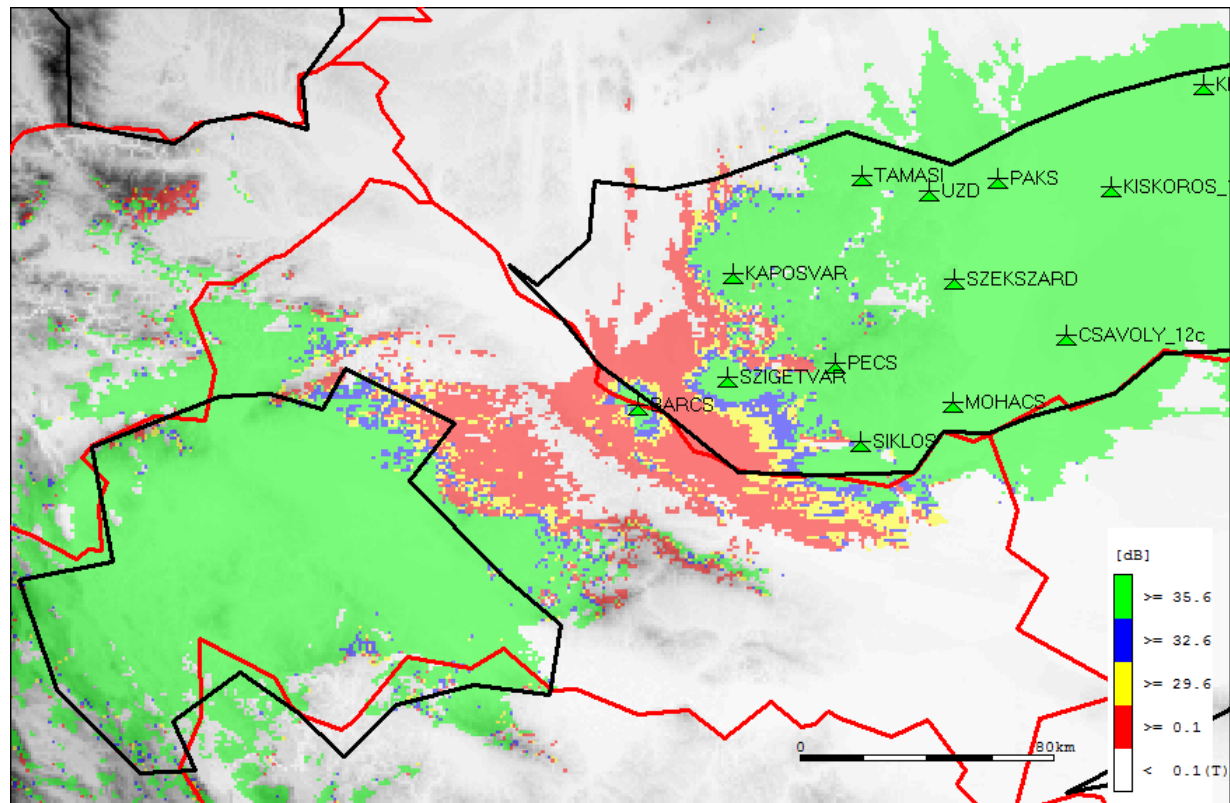 TAMASI
UZD
PAKS
KISKOROS_
KAPOSVAR
SZEKSZARD
CSAVOLY_12c
PECS
SZIGETVAR
BARCS
MOHACS
SIKLOS
[dB]
>= 35.6
>= 32.6
>= 29.6
>= 0.1
< 0.1(T)
0 80km